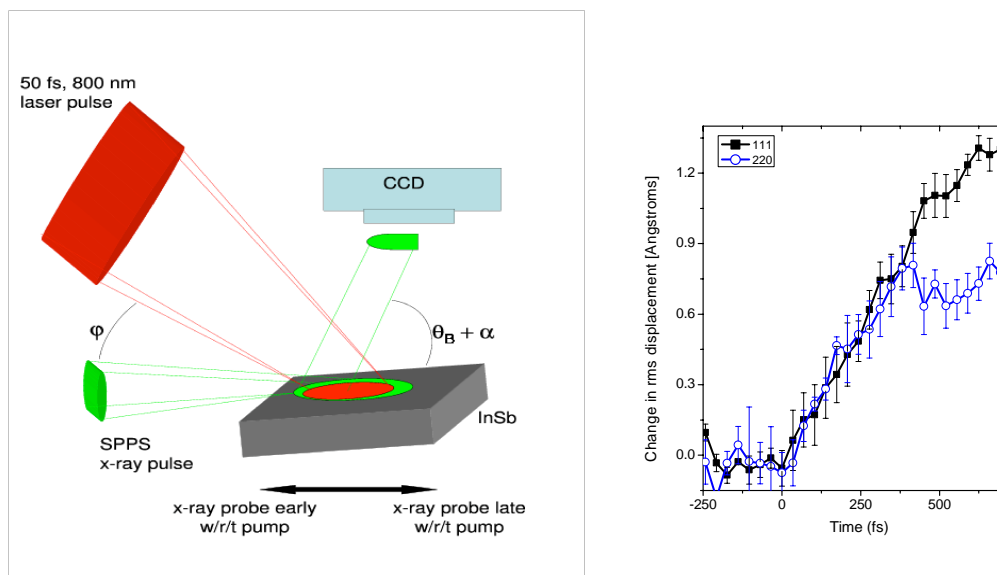 50 fs, 800 nm
laser pulse
CCD
φ
θB + α
InSb
SPPS
x-ray pulse
x-ray probe early
w/r/t pump
x-ray probe late
w/r/t pump
111
220
Change in rms displacement [Angstroms]
1.2
0.9
0.6
0.3
0.0
-250
0
250
500
Time (fs)